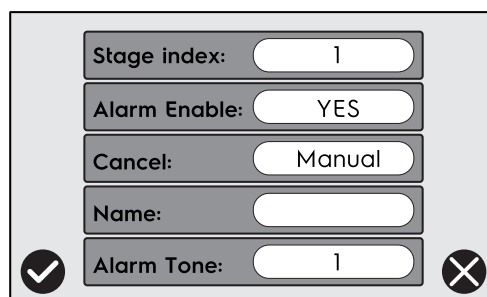 Stage index: 1
Alarm Enable: YES
Cancel: Manual
Name:
Alarm Tone: 1